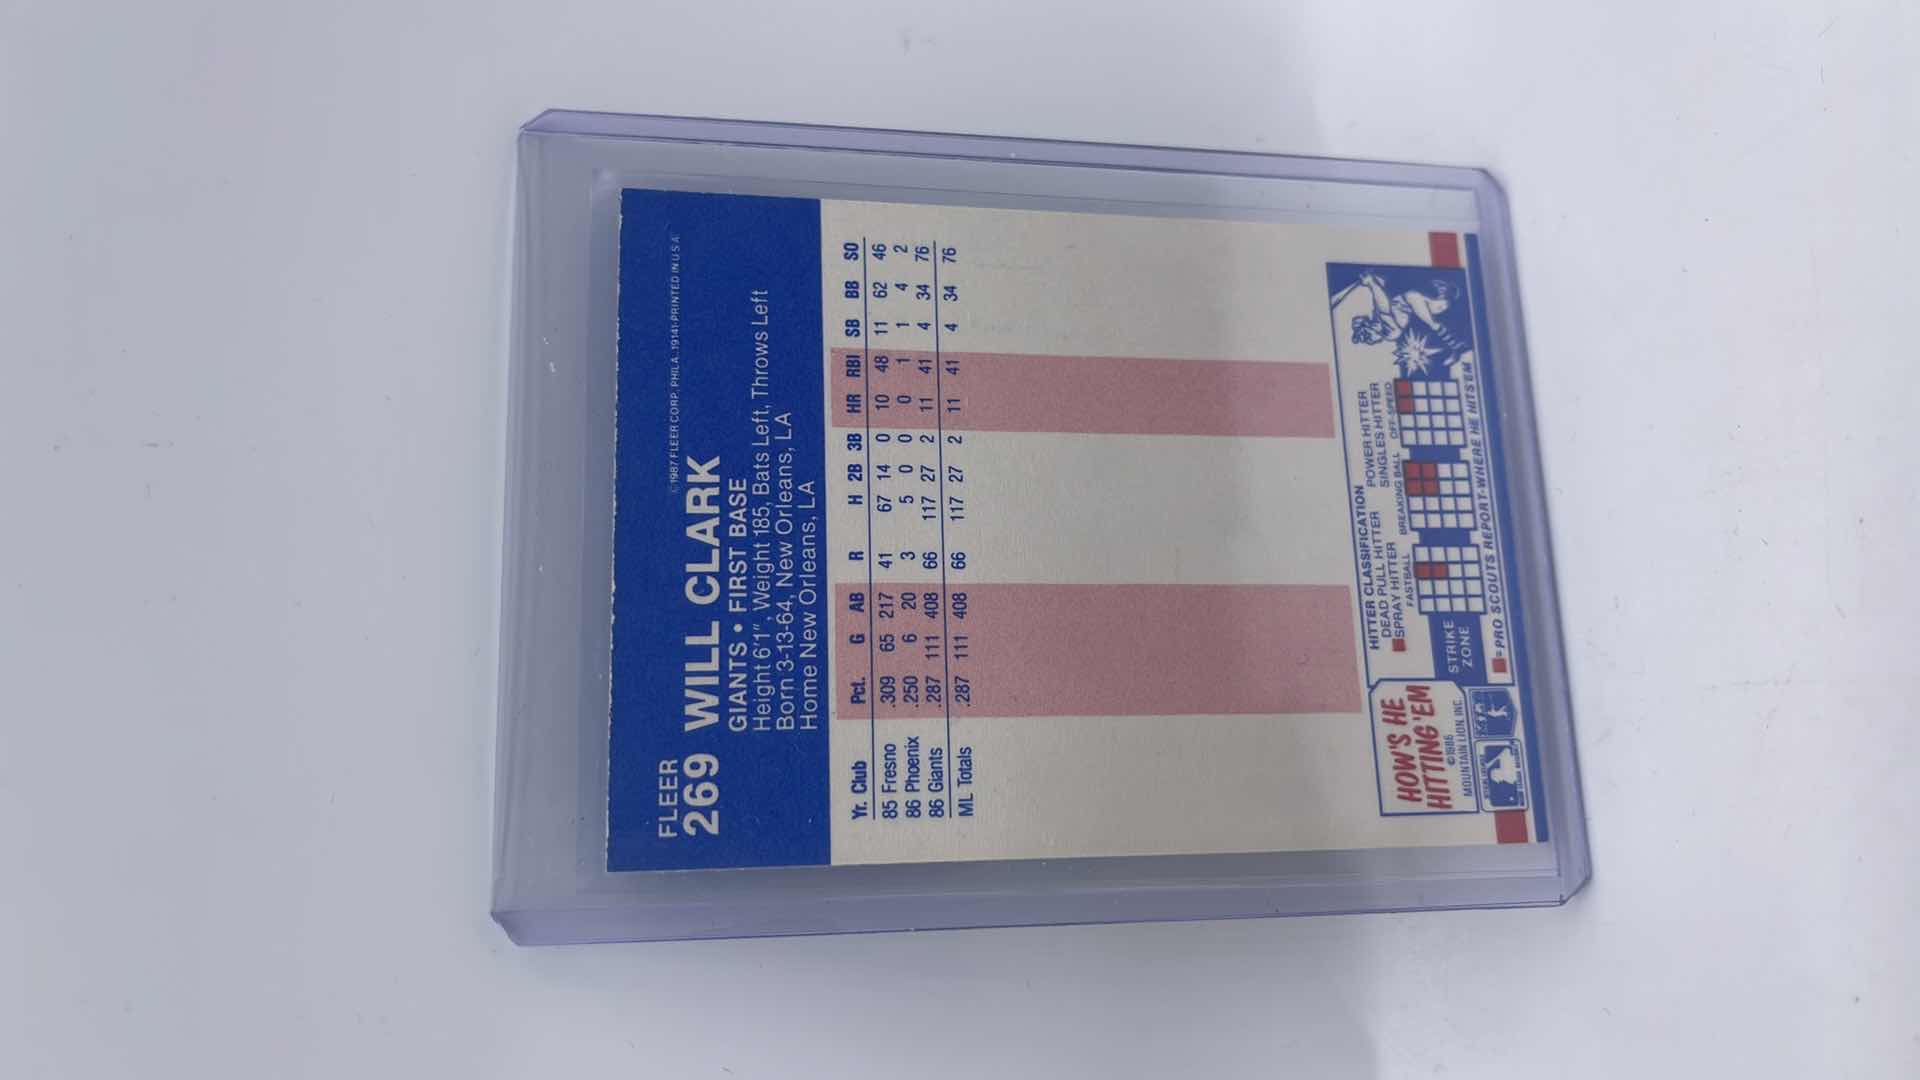 FLEER
269 WILL CLARK
©1987 FLEER CORP., PHILA., 19141-PRINTED IN U S A
GIANTS • FIRST BASE
Height 6'1", Weight 185, Bats Left, Throws Left
Born 3-13-64, New Orleans, LA
Home New Orleans, LA
Yr. Club Pct. G AB R H 2B 3B HR RBI SB BB SO
85 Fresno .309 65 217 41 67 14 0 10 48 11 62 46
86 Phoenix .250 6 20 3 5 0 0 0 1 1 4 2
86 Giants .287 111 408 66 117 27 2 11 41 4 34 76
ML Totals .287 111 408 66 117 27 2 11 41 4 34 76
HOW'S HE
HITTING 'EM
©1986
MOUNTAIN LION, INC
HITTER CLASSIFICATION
DEAD PULL HITTER POWER HITTER
SPRAY HITTER SINGLES HITTER
FASTBALL BREAKING BALL OFF-SPEED
STRIKE
ZONE
=PRO SCOUTS REPORT-WHERE HE HITS 'EM